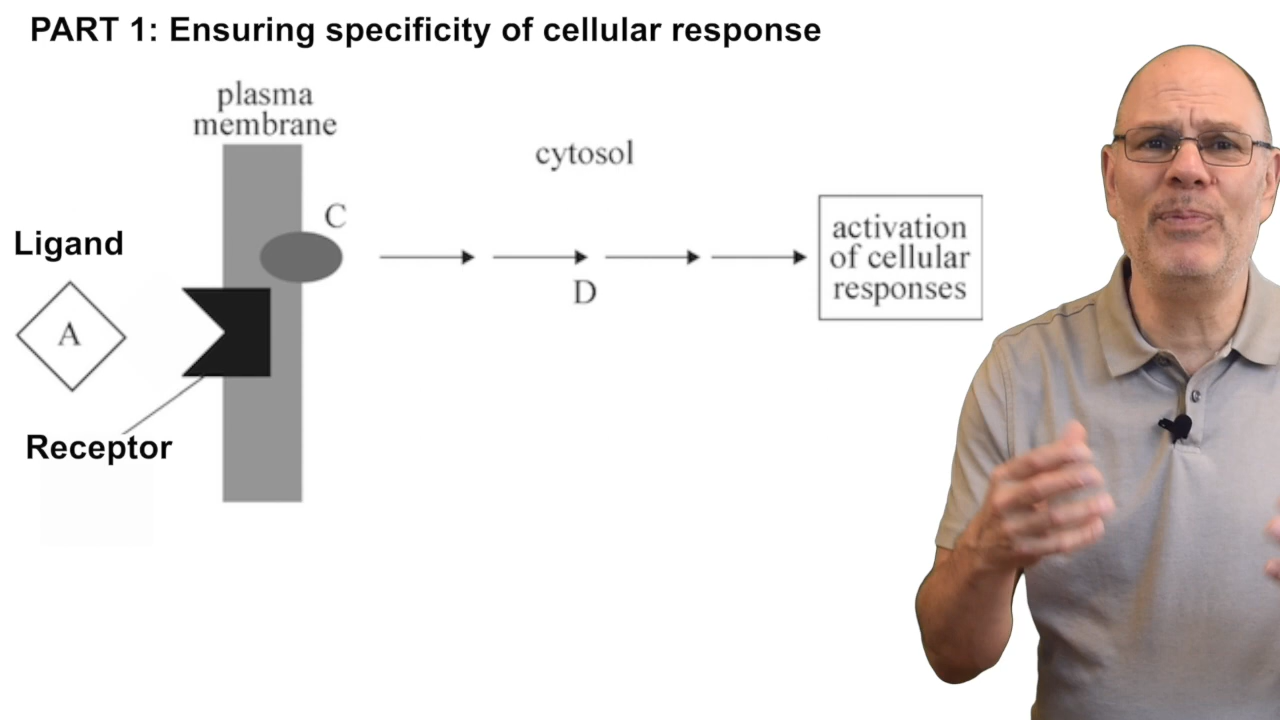 PART 1: Ensuring specificity of cellular response
plasma
membrane
cytosol
C
Ligand
activation
of cellular
responses
D
A
Receptor